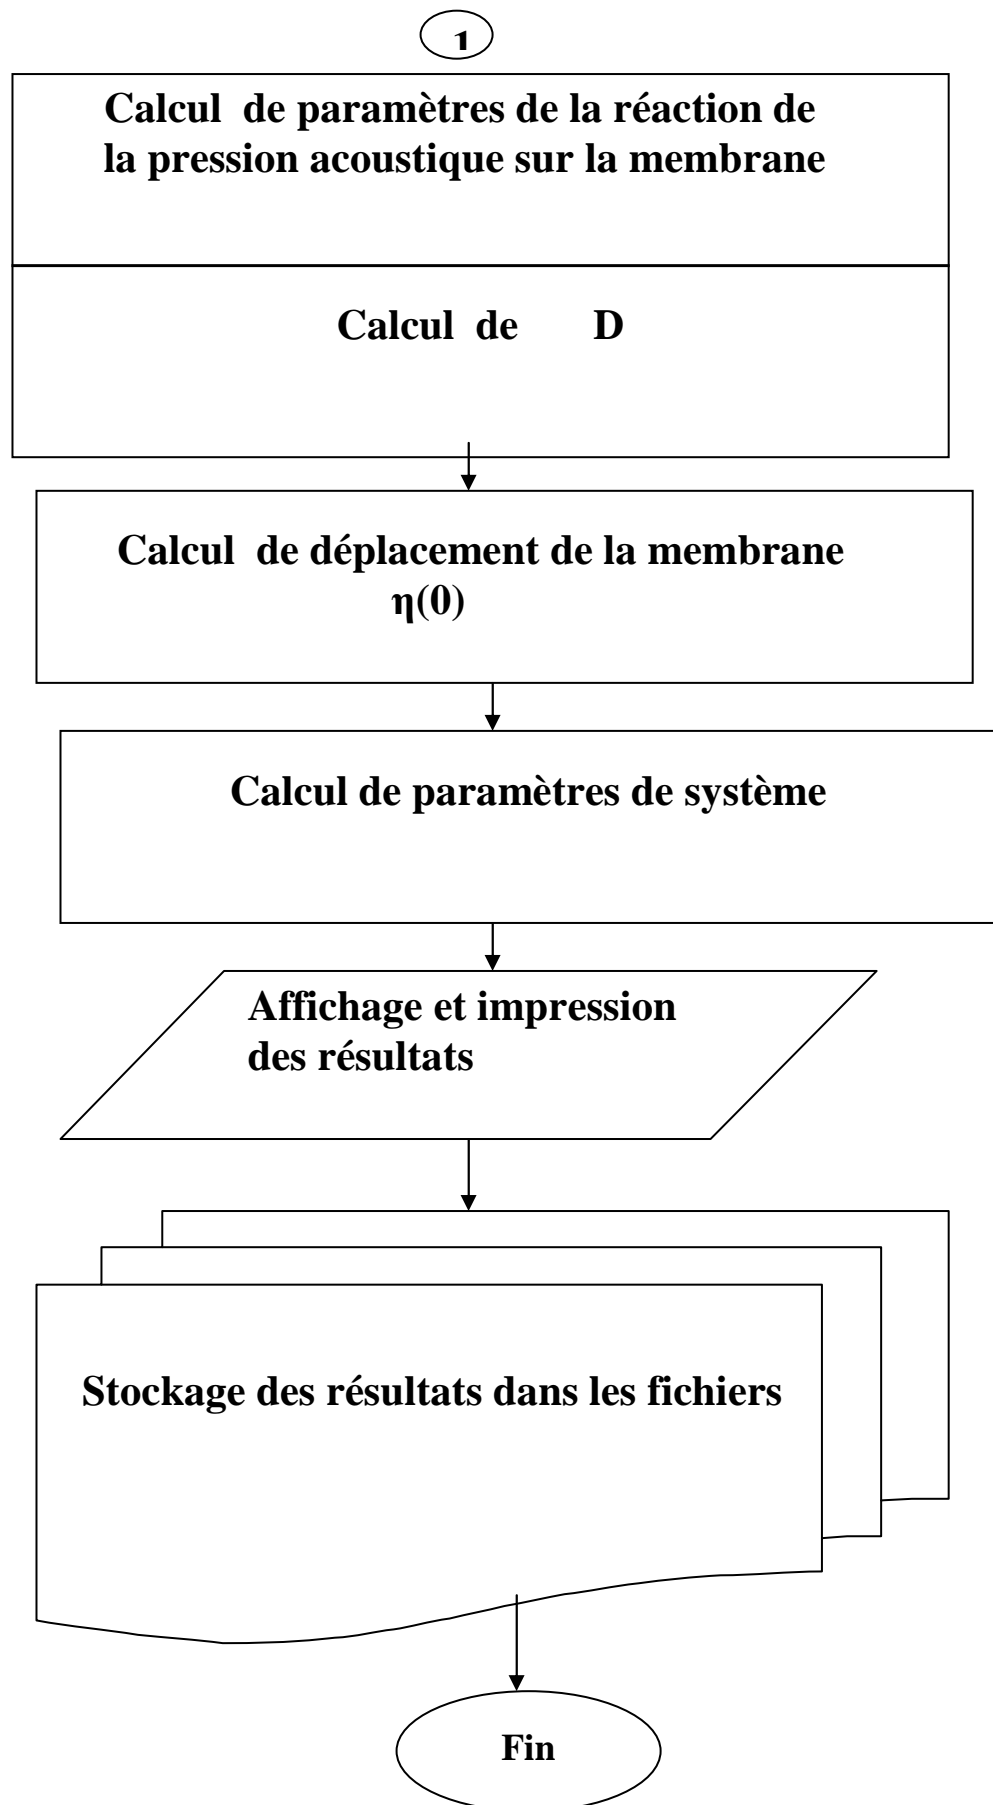 1
Calcul de paramètres de la réaction de
la pression acoustique sur la membrane
Calcul de D
Calcul de déplacement de la membrane
η(0)
Calcul de paramètres de système
Affichage et impression
des résultats
Stockage des résultats dans les fichiers
Fin